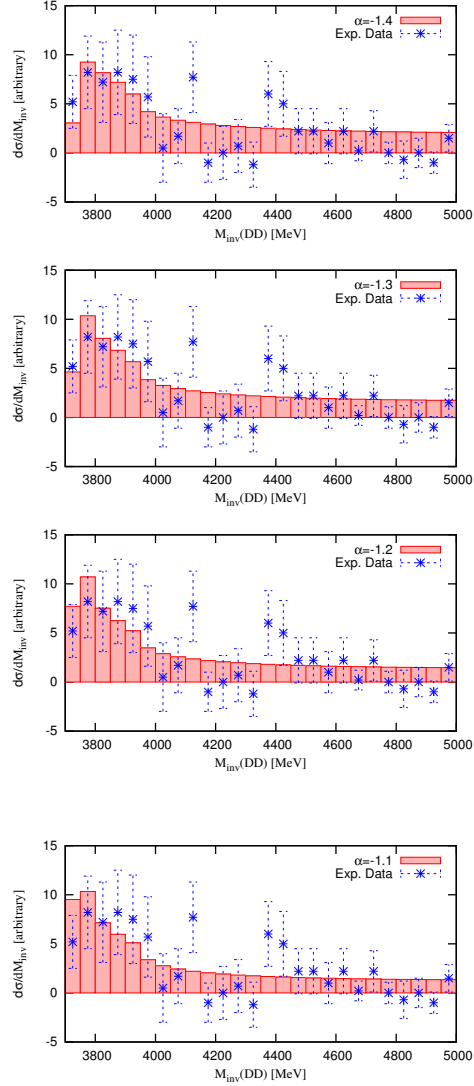 15
α=-1.4
Exp. Data
10
5
0
-5
dσ/dM_inv [arbitrary]
3800 4000 4200 4400 4600 4800 5000
M_inv(DD) [MeV]
15
α=-1.3
Exp. Data
10
5
0
-5
dσ/dM_inv [arbitrary]
3800 4000 4200 4400 4600 4800 5000
M_inv(DD) [MeV]
15
α=-1.2
Exp. Data
10
5
0
-5
dσ/dM_inv [arbitrary]
3800 4000 4200 4400 4600 4800 5000
M_inv(DD) [MeV]
15
α=-1.1
Exp. Data
10
5
0
-5
dσ/dM_inv [arbitrary]
3800 4000 4200 4400 4600 4800 5000
M_inv(DD) [MeV]